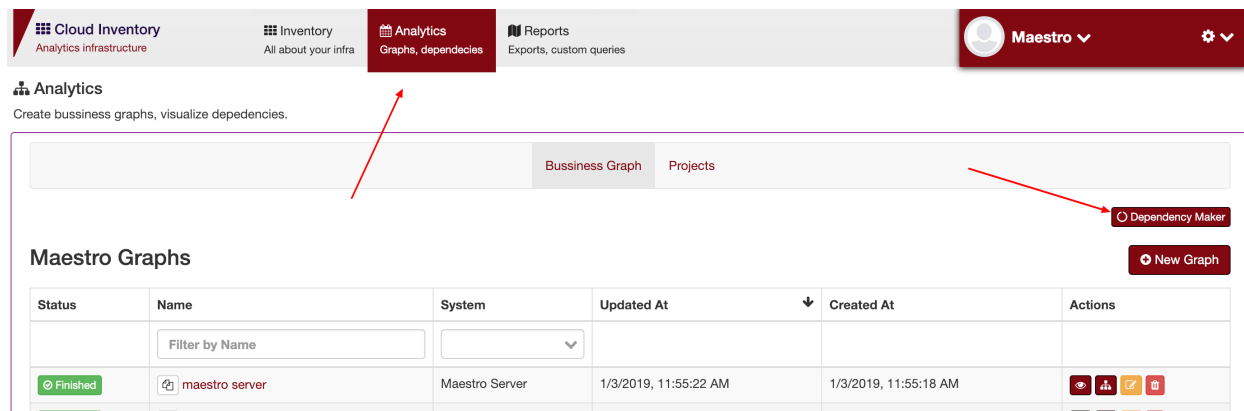 Cloud Inventory
Analytics infrastructure
Inventory
All about your infra
Analytics
Graphs, dependecies
Reports
Exports, custom queries
Maestro
Analytics
Create bussiness graphs, visualize depedencies.
Bussiness Graph Projects
Dependency Maker
Maestro Graphs
New Graph
Status Name System Updated At Created At Actions
Filter by Name
Finished maestro server Maestro Server 1/3/2019, 11:55:22 AM 1/3/2019, 11:55:18 AM